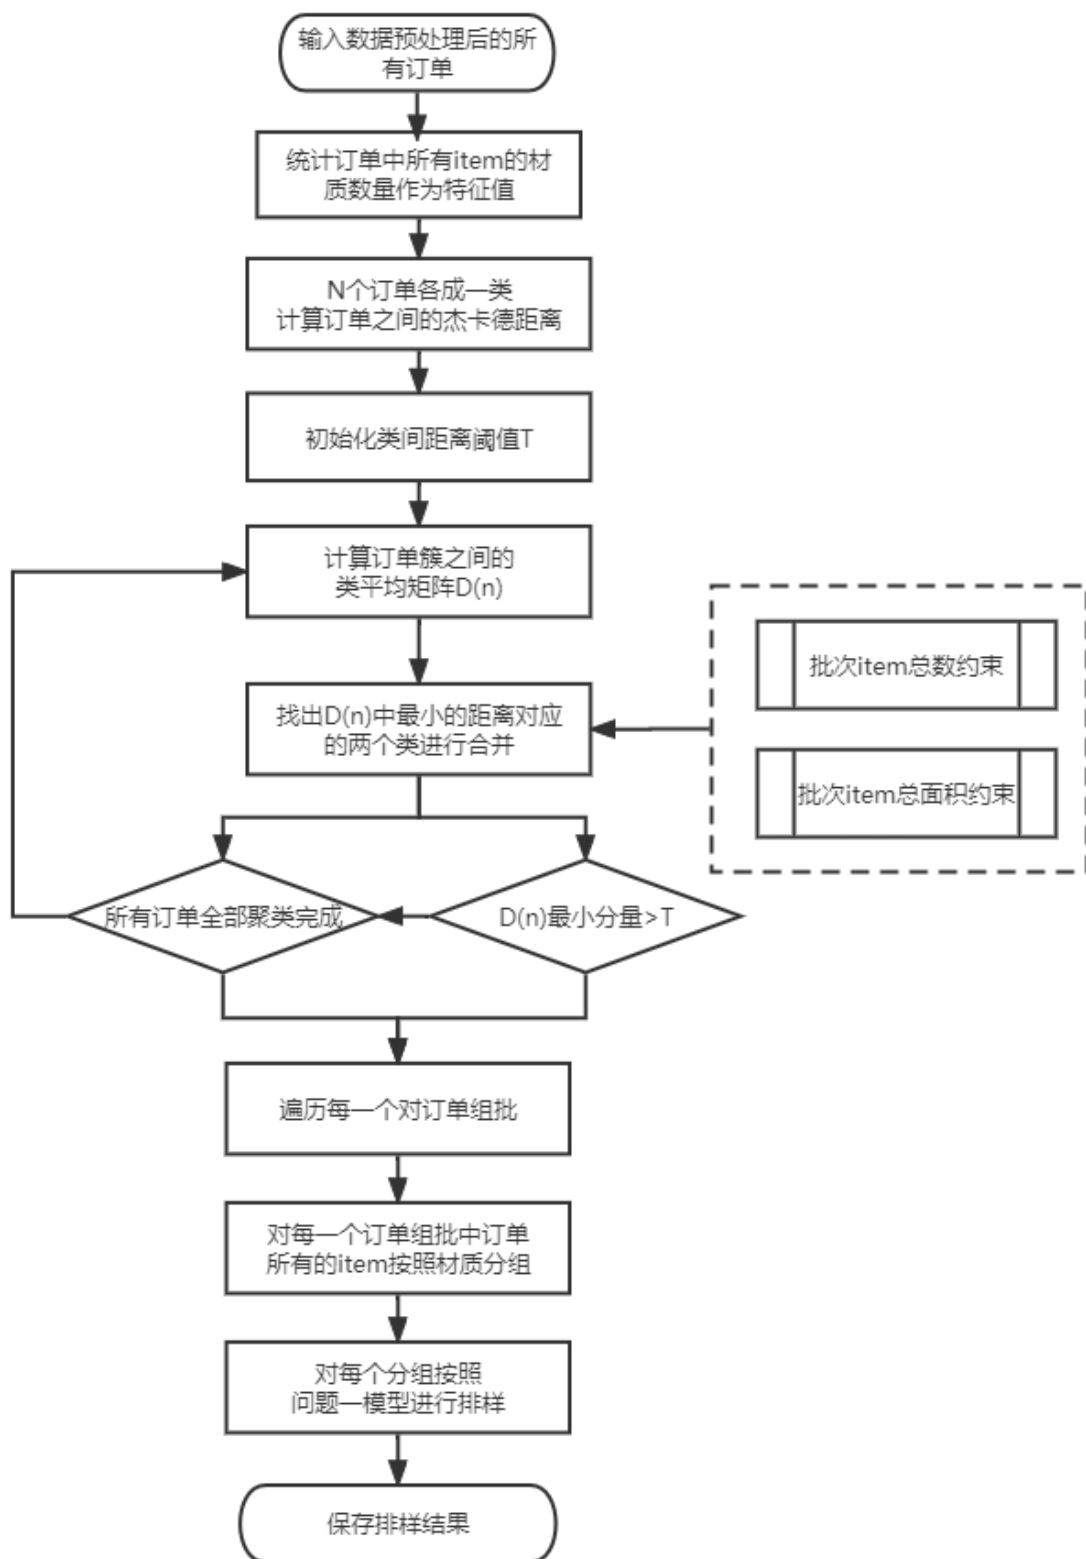 输入数据预处理后的所
有订单
统计订单中所有item的材
质数量作为特征值
N个订单各成一类
计算订单之间的杰卡德距离
初始化类间距离阈值T
计算订单簇之间的
类平均矩阵D(n)
找出D(n)中最小的距离对应
的两个类进行合并
批次item总数约束
批次item总面积约束
所有订单全部聚类完成
D(n)最小分量>T
遍历每一个对订单组批
对每一个订单组批中订单
所有的item按照材质分组
对每个分组按照
问题一模型进行排样
保存排样结果